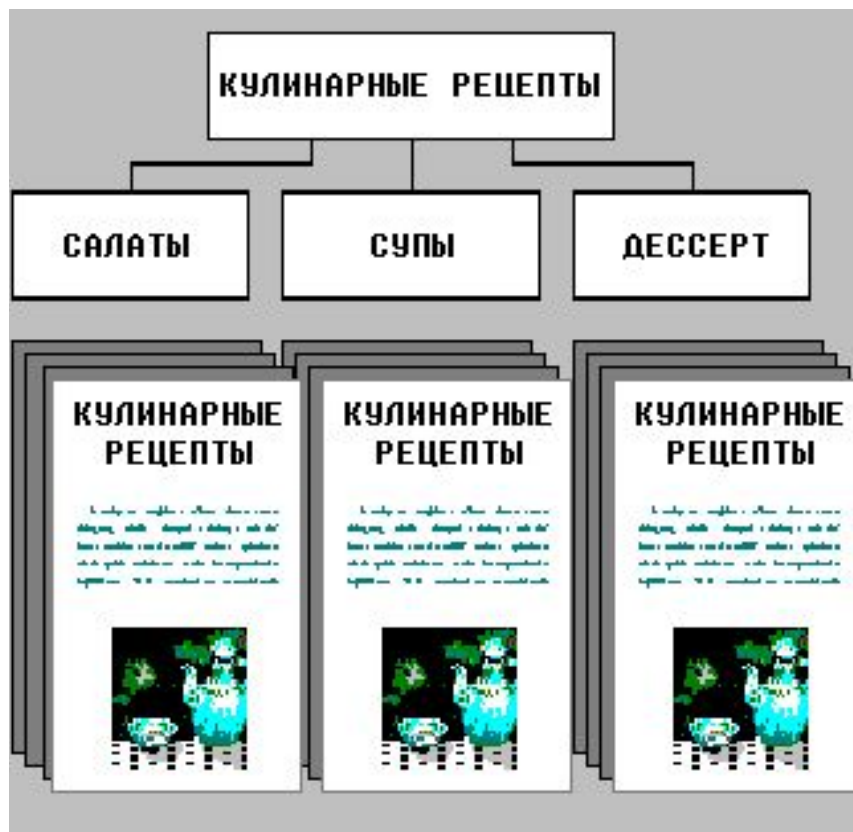 КУЛИНАРНЫЕ РЕЦЕПТЫ
САЛАТЫ
СУПЫ
ДЕССЕРТ
КУЛИНАРНЫЕ
РЕЦЕПТЫ
КУЛИНАРНЫЕ
РЕЦЕПТЫ
КУЛИНАРНЫЕ
РЕЦЕПТЫ